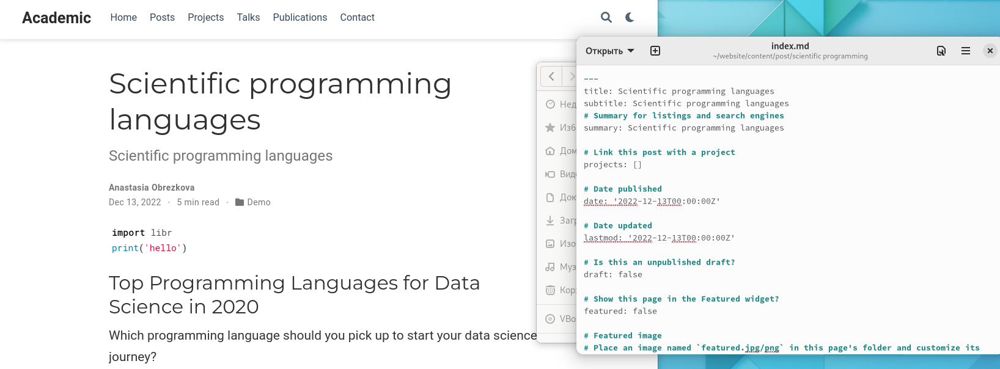 Academic Home Posts Projects Talks Publications Contact
Scientific programming
languages
Scientific programming languages
Anastasia Obrezkova
Dec 13, 2022 · 5 min read · Demo
import libr
print('hello')
Top Programming Languages for Data
Science in 2020
Which programming language should you pick up to start your data science
journey?
Нед
Изб
Дом
Виде
Док
Загр
Изо
Муз
Корз
VBo
Открыть
index.md
~/website/content/post/scientific programming
---
title: Scientific programming languages
subtitle: Scientific programming languages
# Summary for listings and search engines
summary: Scientific programming languages
# Link this post with a project
projects: []
# Date published
date: '2022-12-13T00:00:00Z'
# Date updated
lastmod: '2022-12-13T00:00:00Z'
# Is this an unpublished draft?
draft: false
# Show this page in the Featured widget?
featured: false
# Featured image
# Place an image named `featured.jpg/png` in this page's folder and customize its